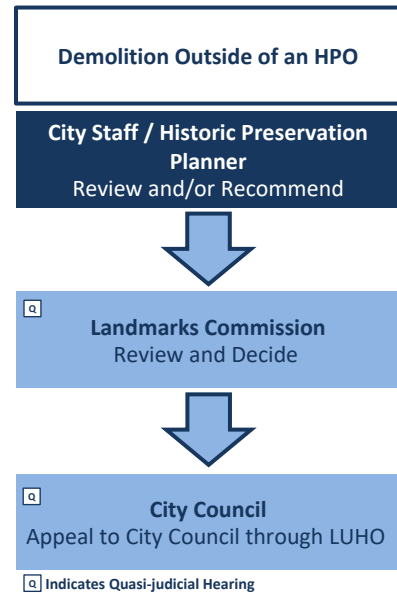 Demolition Outside of an HPO
City Staff / Historic Preservation
Planner
Review and/or Recommend
Q
Landmarks Commission
Review and Decide
Q
City Council
Appeal to City Council through LUHO
Q Indicates Quasi-judicial Hearing